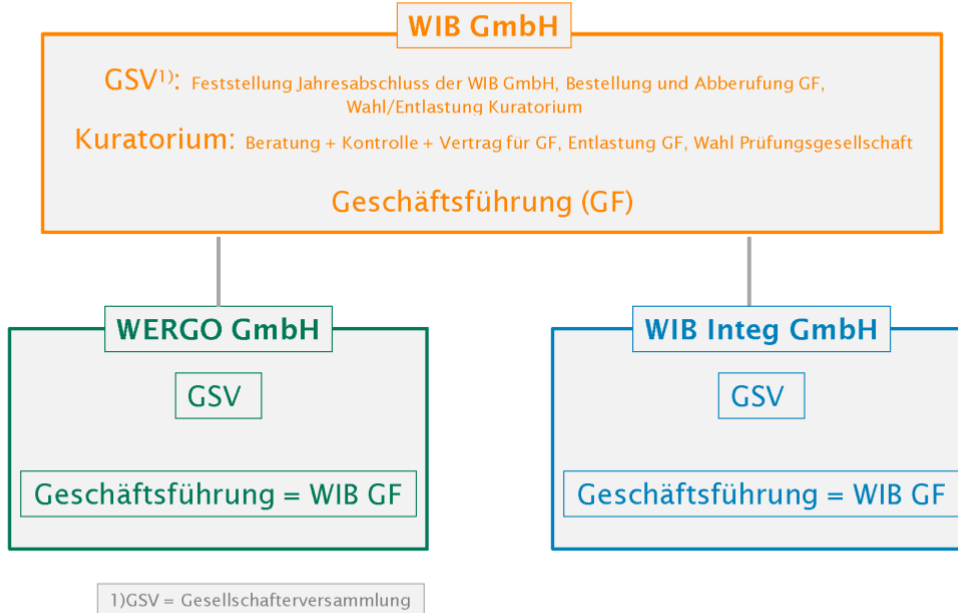 WIB GmbH
GSV1): Feststellung Jahresabschluss der WIB GmbH, Bestellung und Abberufung GF,
Wahl/Entlastung Kuratorium
Kuratorium: Beratung + Kontrolle + Vertrag für GF, Entlastung GF, Wahl Prüfungsgesellschaft
Geschäftsführung (GF)
WERGO GmbH
GSV
Geschäftsführung = WIB GF
WIB Integ GmbH
GSV
Geschäftsführung = WIB GF
1)GSV = Gesellschafterversammlung